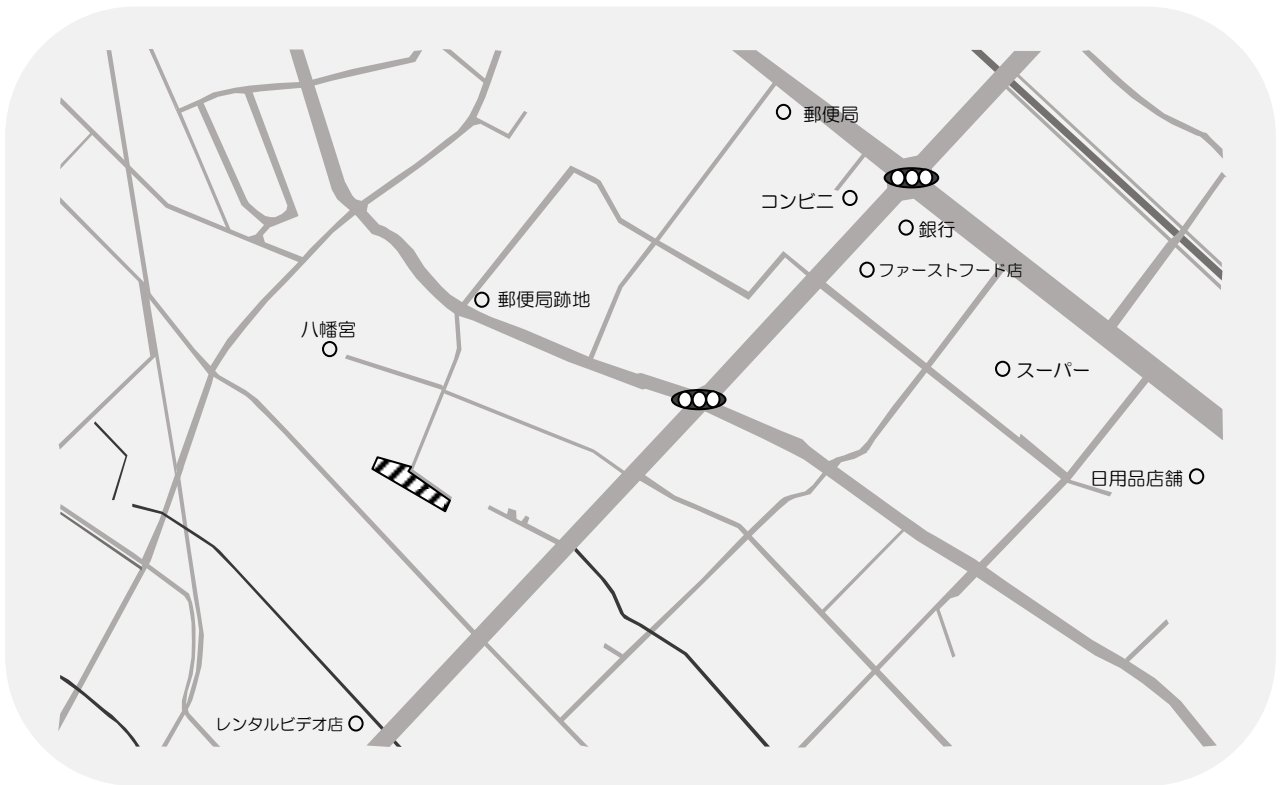 郵便局
コンビニ
銀行
ファーストフード店
郵便局跡地
八幡宮
スーパー
日用品店舗
レンタルビデオ店